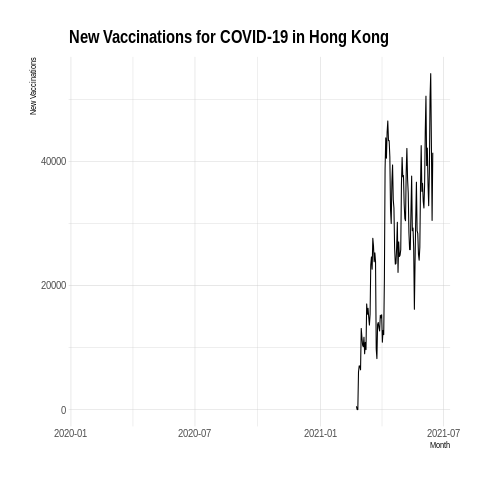 New Vaccinations for COVID-19 in Hong Kong
New Vaccinations
40000
20000
0
2020-01
2020-07
2021-01
2021-07
Month